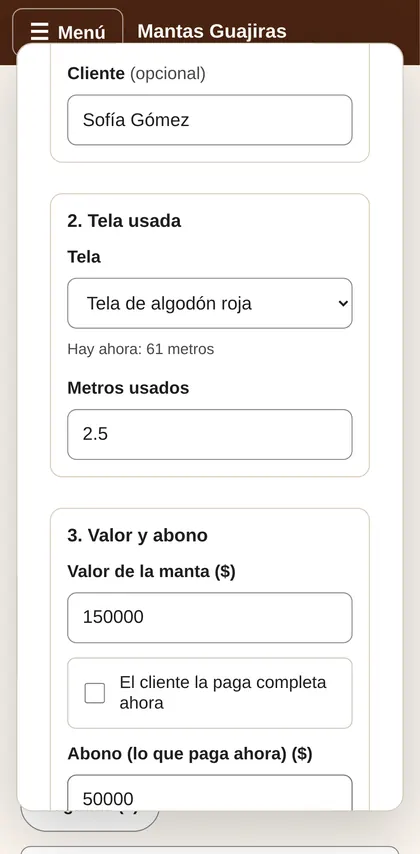 ☰ Menú
Mantas Guajiras
Cliente (opcional)
Sofía Gómez
2. Tela usada
Tela
Tela de algodón roja
Hay ahora: 61 metros
Metros usados
2.5
3. Valor y abono
Valor de la manta ($)
150000
El cliente la paga completa
ahora
Abono (lo que paga ahora) ($)
50000